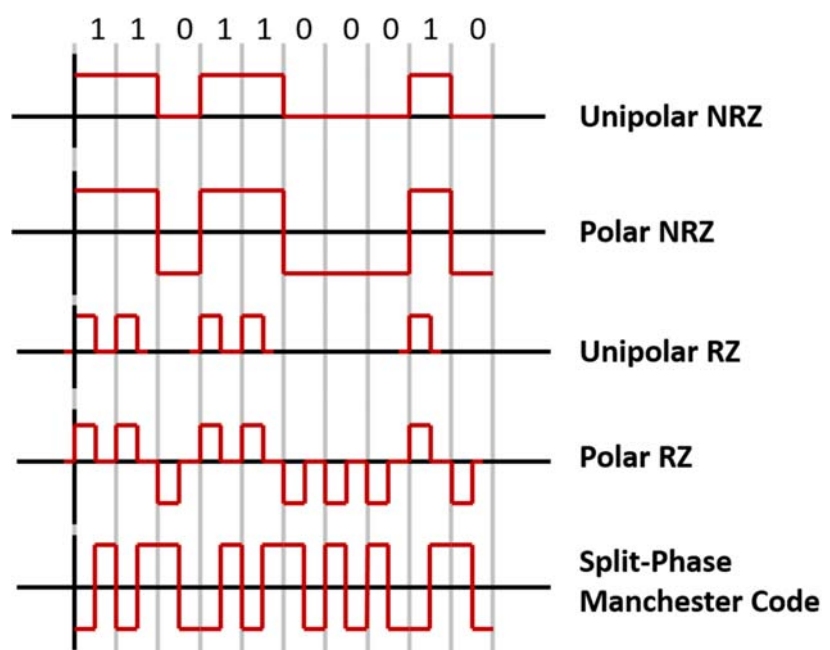 1 1 0 1 1 0 0 0 1 0
Unipolar NRZ
Polar NRZ
Unipolar RZ
Polar RZ
Split-Phase
Manchester Code